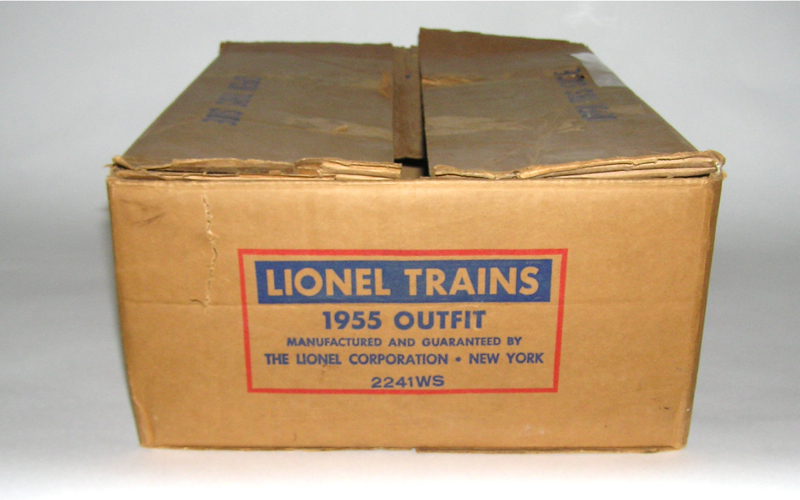 LIONEL TRAINS
1955 OUTFIT
MANUFACTURED AND GUARANTEED BY
THE LIONEL CORPORATION • NEW YORK
2241WS